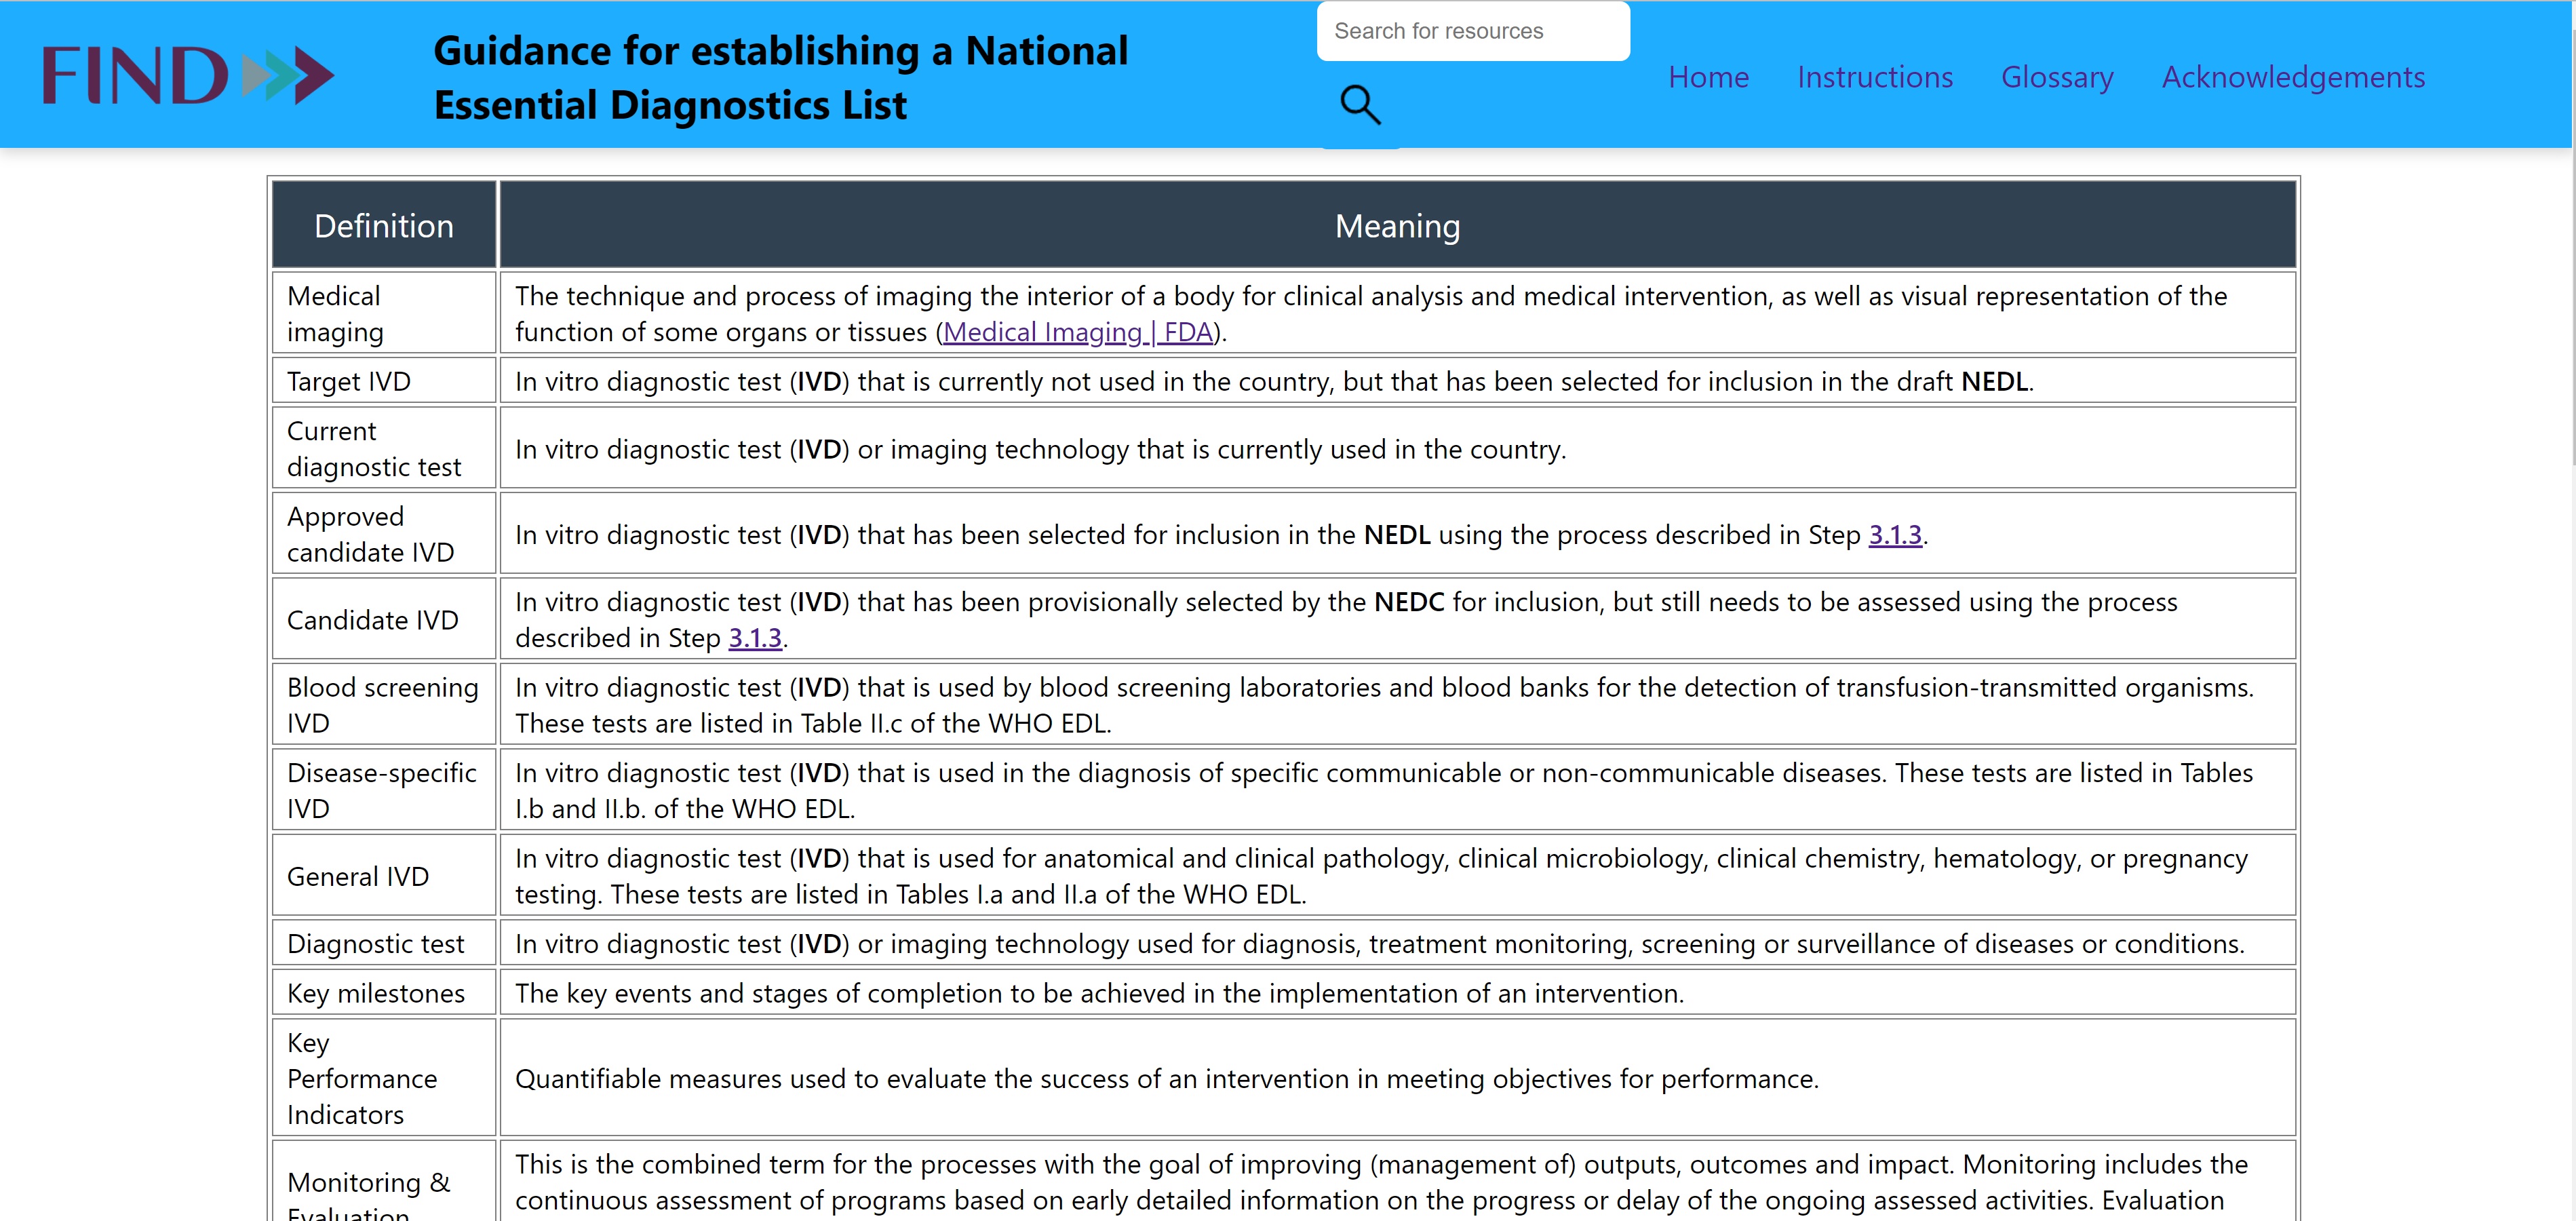 FIND
Guidance for establishing a National
Essential Diagnostics List
Search for resources
Home Instructions Glossary Acknowledgements
Definition Meaning
Medical
imaging
The technique and process of imaging the interior of a body for clinical analysis and medical intervention, as well as visual representation of the
function of some organs or tissues (Medical Imaging | FDA).
Target IVD
In vitro diagnostic test (IVD) that is currently not used in the country, but that has been selected for inclusion in the draft NEDL.
Current
diagnostic test
In vitro diagnostic test (IVD) or imaging technology that is currently used in the country.
Approved
candidate IVD
In vitro diagnostic test (IVD) that has been selected for inclusion in the NEDL using the process described in Step 3.1.3.
Candidate IVD
In vitro diagnostic test (IVD) that has been provisionally selected by the NEDC for inclusion, but still needs to be assessed using the process
described in Step 3.1.3.
Blood screening
IVD
In vitro diagnostic test (IVD) that is used by blood screening laboratories and blood banks for the detection of transfusion-transmitted organisms.
These tests are listed in Table II.c of the WHO EDL.
Disease-specific
IVD
In vitro diagnostic test (IVD) that is used in the diagnosis of specific communicable or non-communicable diseases. These tests are listed in Tables
I.b and II.b. of the WHO EDL.
General IVD
In vitro diagnostic test (IVD) that is used for anatomical and clinical pathology, clinical microbiology, clinical chemistry, hematology, or pregnancy
testing. These tests are listed in Tables I.a and II.a of the WHO EDL.
Diagnostic test
In vitro diagnostic test (IVD) or imaging technology used for diagnosis, treatment monitoring, screening or surveillance of diseases or conditions.
Key milestones
The key events and stages of completion to be achieved in the implementation of an intervention.
Key
Performance
Indicators
Quantifiable measures used to evaluate the success of an intervention in meeting objectives for performance.
Monitoring &
Evaluation
This is the combined term for the processes with the goal of improving (management of) outputs, outcomes and impact. Monitoring includes the
continuous assessment of programs based on early detailed information on the progress or delay of the ongoing assessed activities. Evaluation